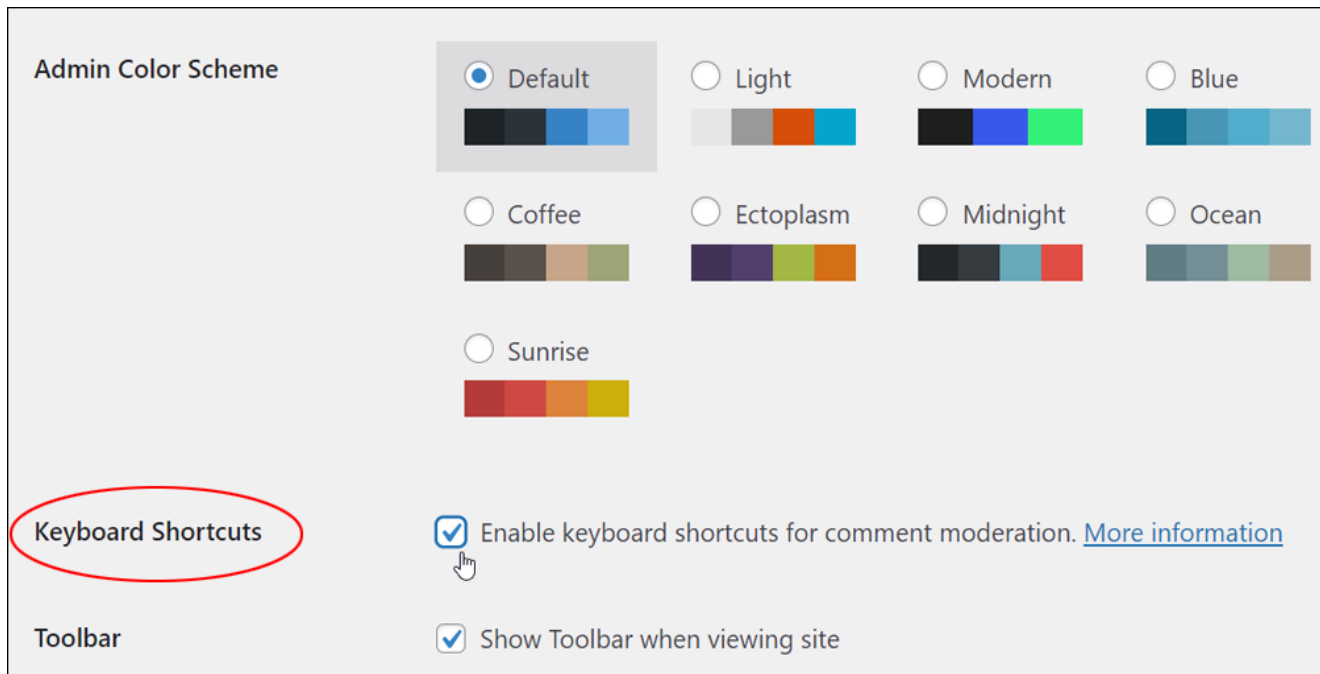 Admin Color Scheme
Default
Light
Modern
Blue
Coffee
Ectoplasm
Midnight
Ocean
Sunrise
Keyboard Shortcuts
Enable keyboard shortcuts for comment moderation. More information
Toolbar
Show Toolbar when viewing site